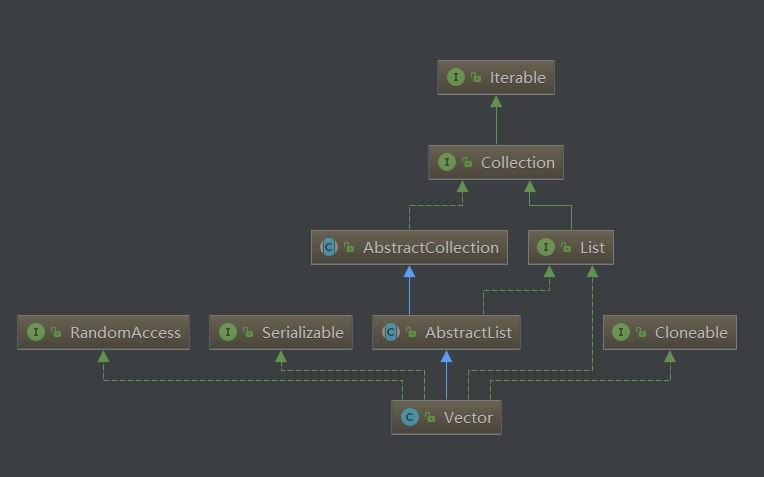 I Iterable
I Collection
C AbstractCollection
I List
I RandomAccess
I Serializable
C AbstractList
I Cloneable
C Vector